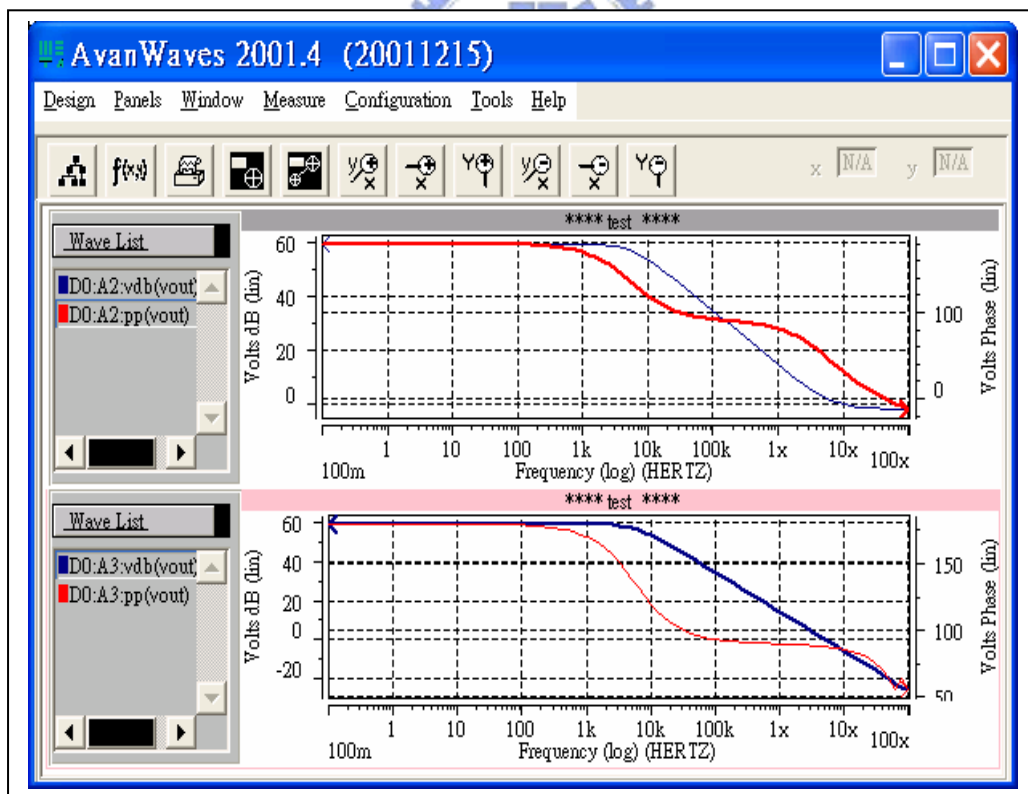 AvanWaves 2001.4 (20011215)
Design Panels Window Measure Configuration Tools Help
f(x,y)
x N/A y N/A
**** test ****
Wave List
D0:A2:vdb(vout)
D0:A2:pp(vout)
Volts dB (lin)
60
40
20
0
100
0
Volts Phase (lin)
1 10 100 1k 10k 100k 1x 10x 100x
100m
Frequency (log) (HERTZ)
**** test ****
Wave List
D0:A3:vdb(vout)
D0:A3:pp(vout)
Volts dB (lin)
60
40
20
0
-20
150
100
50
Volts Phase (lin)
1 10 100 1k 10k 100k 1x 10x 100x
100m
Frequency (log) (HERTZ)